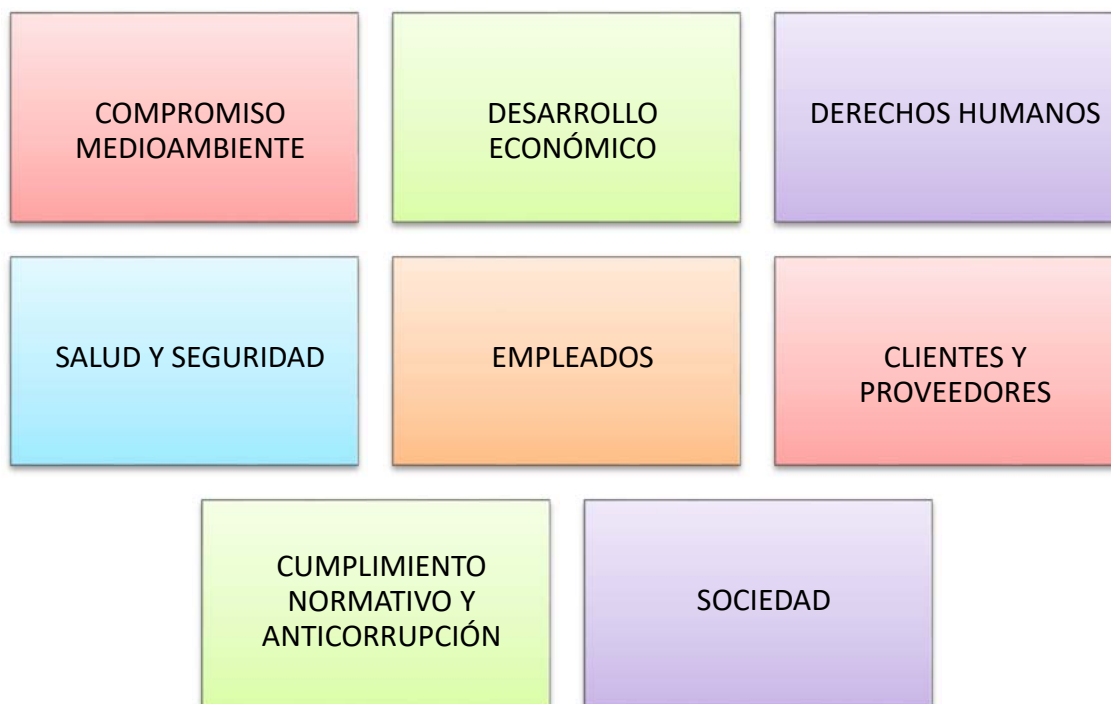 COMPROMISO
MEDIOAMBIENTE
DESARROLLO
ECONÓMICO
DERECHOS HUMANOS
SALUD Y SEGURIDAD
EMPLEADOS
CLIENTES Y
PROVEEDORES
CUMPLIMIENTO
NORMATIVO Y
ANTICORRUPCIÓN
SOCIEDAD